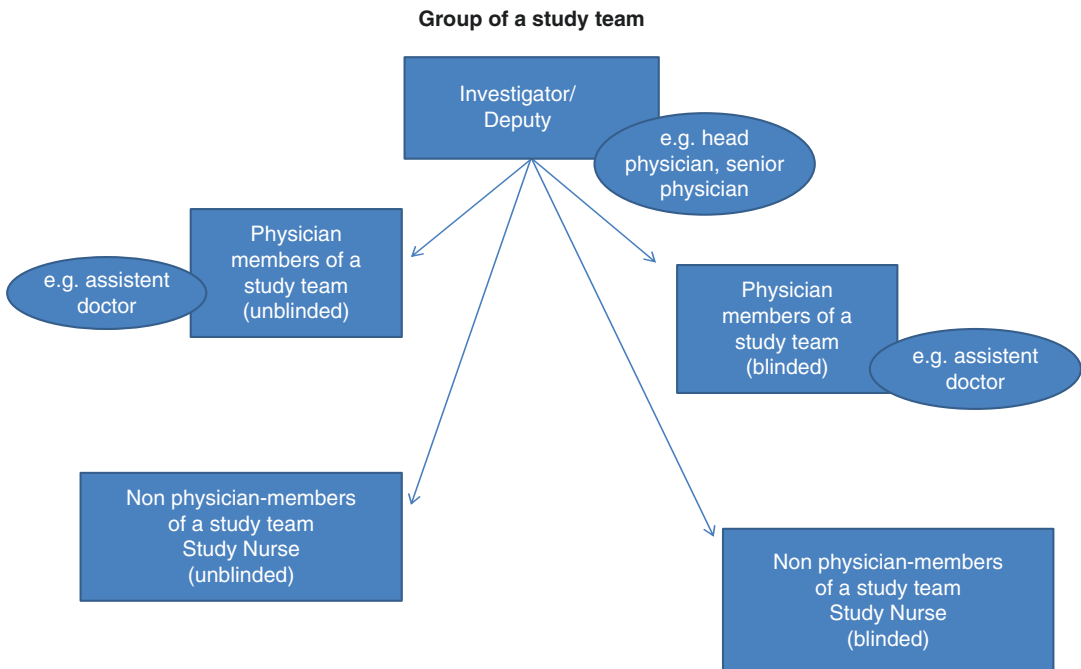 Group of a study team
Investigator/
Deputy
e.g. head
physician, senior
physician
Physician
members of a
study team
(unblinded)
e.g. assistent
doctor
Physician
members of a
study team
(blinded)
e.g. assistent
doctor
Non physician-members
of a study team
Study Nurse
(unblinded)
Non physician-members
of a study team
Study Nurse
(blinded)